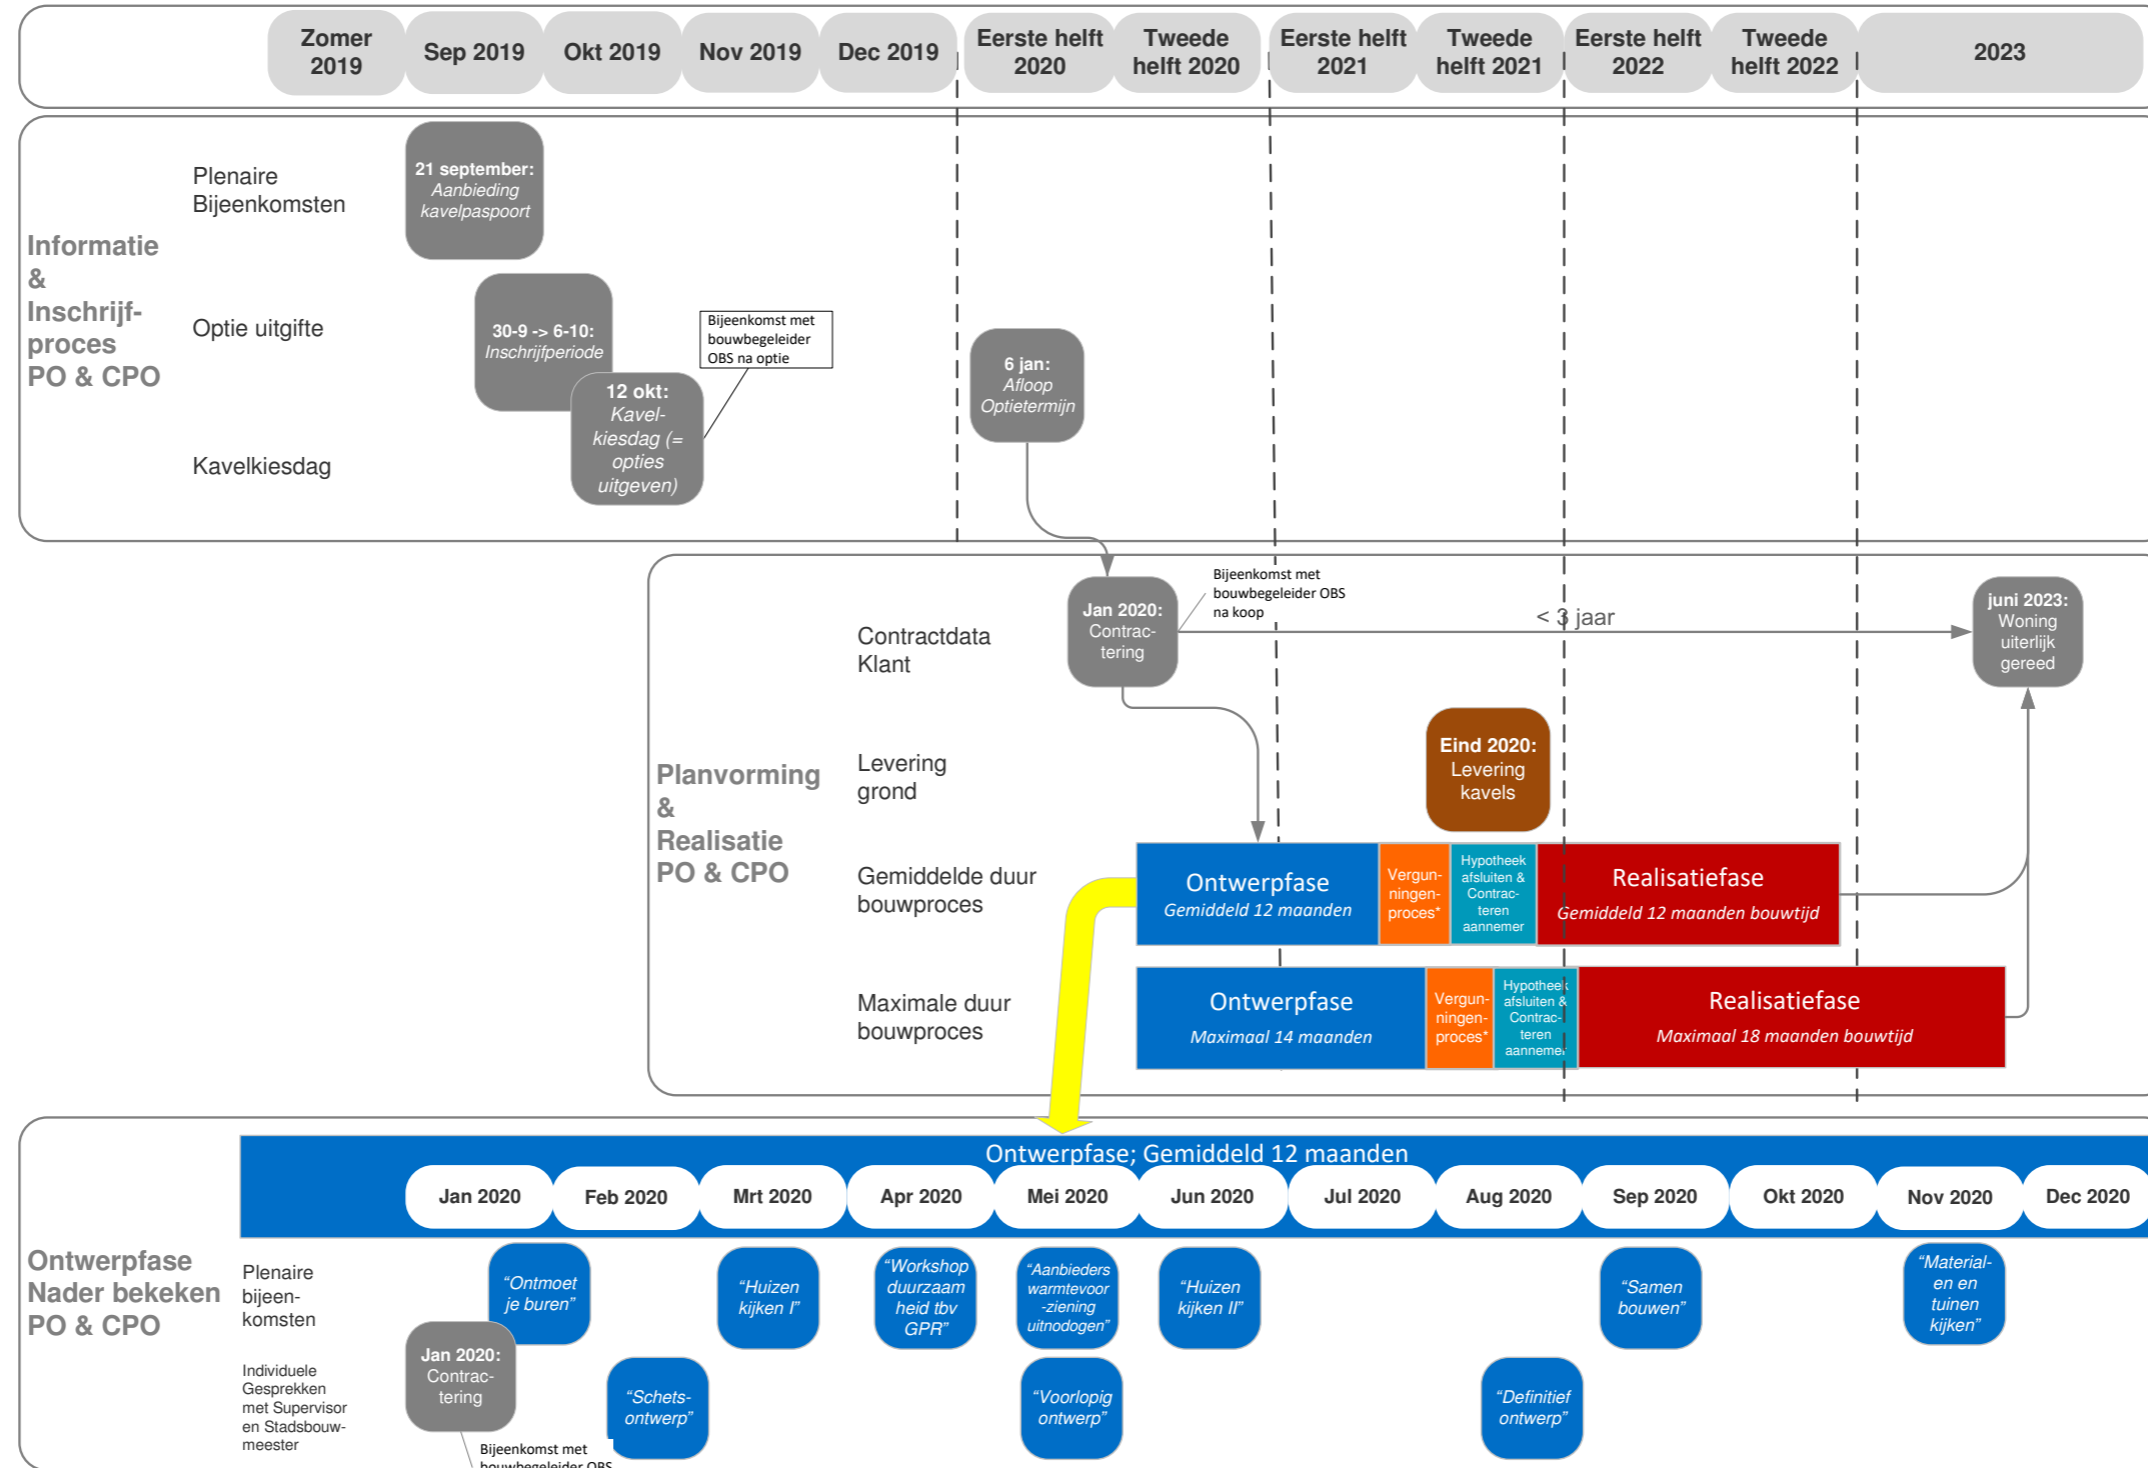 Zomer
2019
Sep 2019
Okt 2019
Nov 2019
Dec 2019
Eerste helft
2020
Tweede
helft 2020
Eerste helft
2021
Tweede
helft 2021
Eerste helft
2022
Tweede
helft 2022
2023
Informatie
&
Inschrijf-
proces
PO & CPO
Plenaire
Bijeenkomsten
21 september:
Aanbieding
kavelpaspoort
Optie uitgifte
30-9 -> 6-10:
Inschrijfperiode
Bijeenkomst met
bouwbegeleider
OBS na optie
6 jan:
Afloop
Optietermijn
Kavelkiesdag
12 okt:
Kavel-
kiesdag (=
opties
uitgeven)
Planvorming
&
Realisatie
PO & CPO
Contractdata
Klant
Jan 2020:
Contrac-
tering
Bijeenkomst met
bouwbegeleider OBS
na koop
< 3 jaar
juni 2023:
Woning
uiterlijk
gereed
Levering
grond
Eind 2020:
Levering
kavels
Gemiddelde duur
bouwproces
Ontwerpfase
Gemiddeld 12 maanden
Vergun-
ningen-
proces*
Hypotheek
afsluiten &
Contrac-
teren
aannemer
Realisatiefase
Gemiddeld 12 maanden bouwtijd
Maximale duur
bouwproces
Ontwerpfase
Maximaal 14 maanden
Vergun-
ningen-
proces*
Hypotheek
afsluiten &
Contrac-
teren
aannemer
Realisatiefase
Maximaal 18 maanden bouwtijd
Ontwerpfase; Gemiddeld 12 maanden
Jan 2020
Feb 2020
Mrt 2020
Apr 2020
Mei 2020
Jun 2020
Jul 2020
Aug 2020
Sep 2020
Okt 2020
Nov 2020
Dec 2020
Ontwerpfase
Nader bekeken
PO & CPO
Plenaire
bijeen-
komsten
“Ontmoet
je buren”
“Huizen
kijken I”
“Workshop
duurzaam
heid tbv
GPR”
“Aanbieders
warmtevoor
-ziening
uitnodogen”
“Huizen
kijken II”
“Samen
bouwen”
“Material-
en en
tuinen
kijken”
Individuele
Gesprekken
met Supervisor
en Stadsbouw-
meester
Jan 2020:
Contrac-
tering
“Schets-
ontwerp”
“Voorlopig
ontwerp”
“Definitief
ontwerp”
Bijeenkomst met
bouwbegeleider OBS